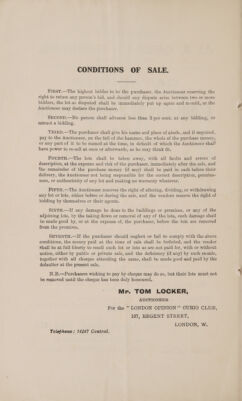 CONDITIONS OF SALE.
FIRST.—The highest bidder to be the purchaser, the Auctioneer reserving the
right to refuse any person's bid, and should any dispute arise between two or more
bidders, the lot so disputed shall be immediately put up again and re-sold, or the
Auctioneer may declare the purchaser.
SECOND.—No person shall advance less than 5 per cent. at any bidding, or
retract a bidding.
THIRD.—The purchaser shall give his name and place of abode, and if required,
pay to the Auctioneer, on the fall of the hammer, the whole of the purchase money,
or any part of it to be named at the time, in default of which the Auctioneer shall
have power to re-sell at once or afterwards, as he may think fit.
FOURTH.—The lots shall be taken away, with all faults and errors of
description, at the expense and risk of the purchaser, immediately after the sale, and
the remainder of the purchase money (if any) shall be paid in cash before their
delivery, the Auctioneer not being responsible for the correct description, genuine-
ness, or authenticity of any lot and making no warranty whatever.
FIFTH.—The Auctioneer reserves the right of altering, dividing, or withdrawing
any lot or lots, either before or during the sale, and the vendors reserve the right of
bidding by themselves or their agents.
SIXTH.—If any damage be done to the buildings or premises, or any of the
adjoining lots, by the taking down or removal of any of the lots, such damage shall
be made good by, or at the expense of, the purchaser, before the lots are removed
from the premises.
SEVENTH.—If the purchaser should neglect or fail to comply with the above
conditions, the money paid at the time of sale shall be forfeited, and the vendor
shall be at full liberty to resell such lot or lots as are not paid for, with or without
notice, either by public or private sale, and the deficiency (if any) by such resale,
together with all charges attending the same, shall be made good and paid by the
defaulter at the present sale.
N.B.—Purchasers wishing to pay by cheque may do so, but their lots must not
be removed until the cheque has been duly honoured.
Mr. TOM LOCKER,
AUCTIONEER
For the "LONDON OPINION" CURIO CLUB,
107, REGENT STREET,
LONDON, W.
Telephone: 14297 Central.